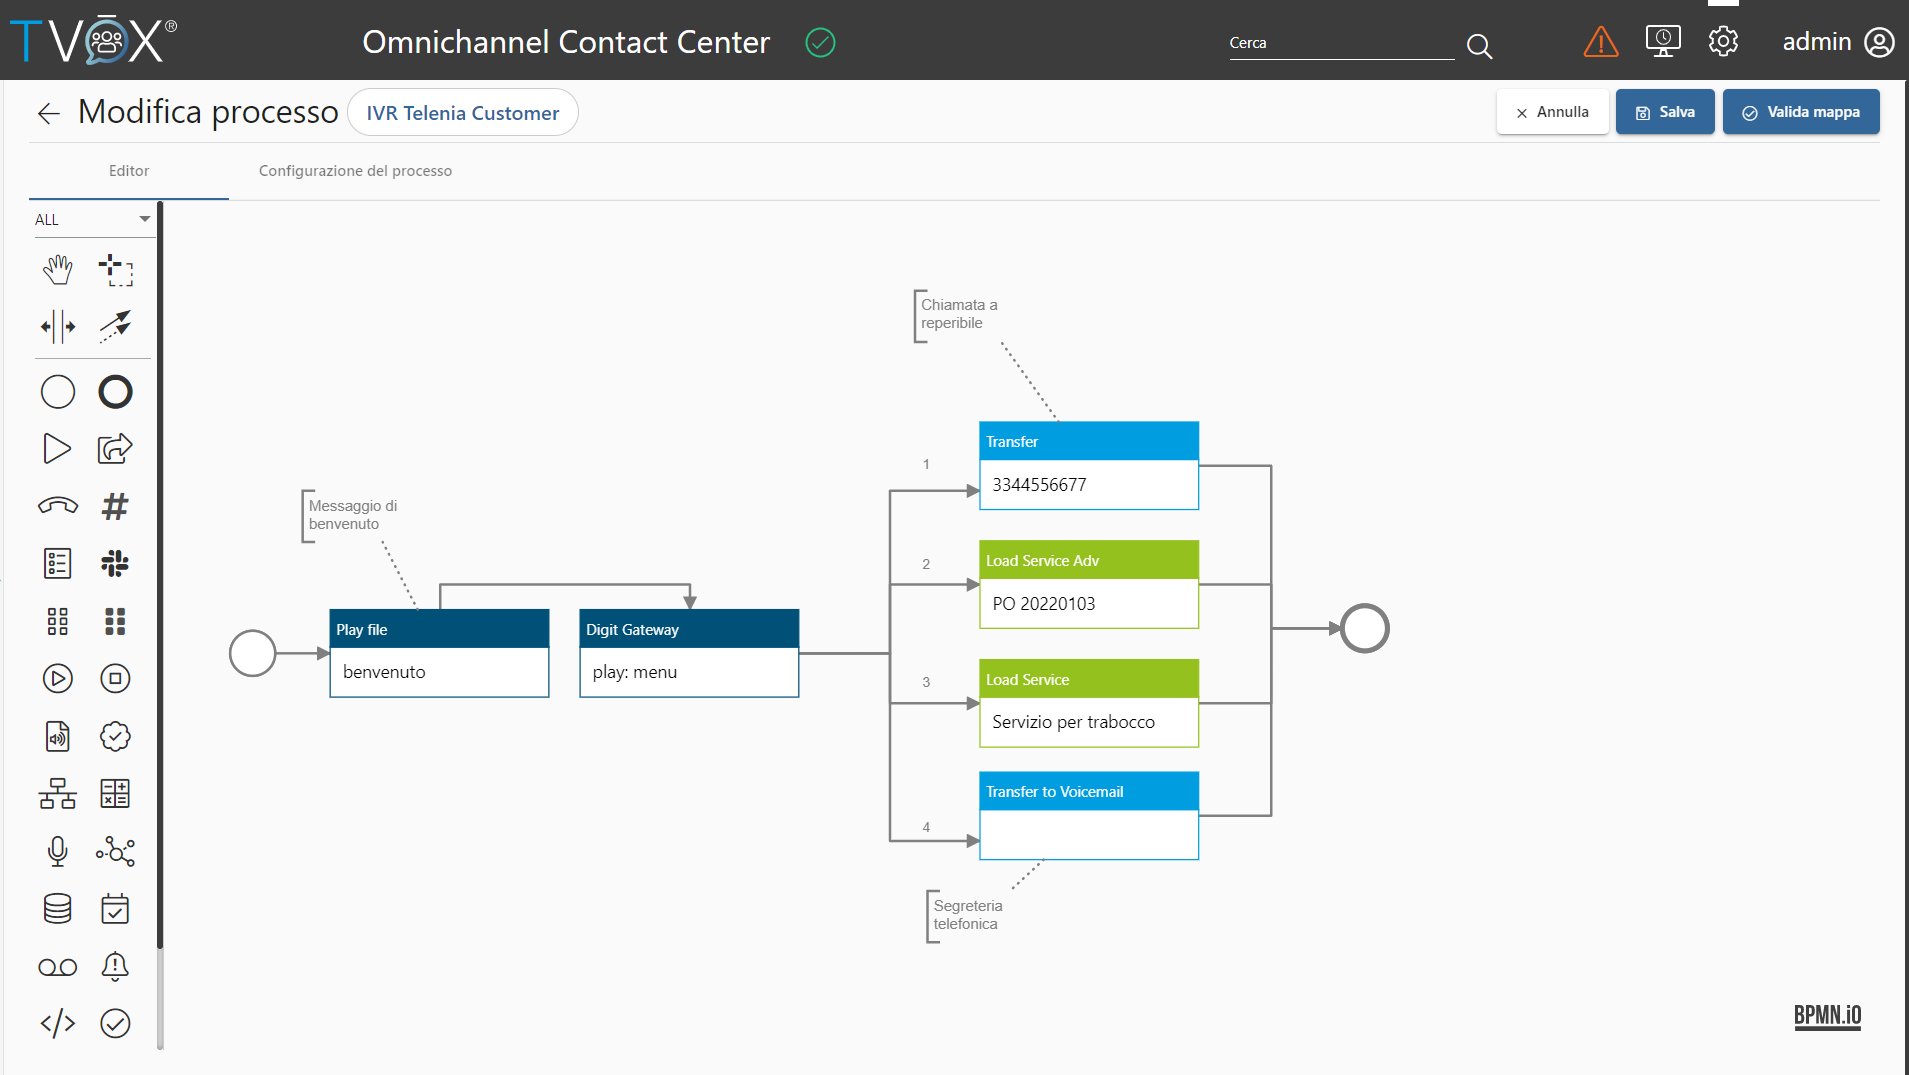 TVOX®
Omnichannel Contact Center
Cerca
admin
Modifica processo
IVR Telenia Customer
Annulla
Salva
Valida mappa
Editor
Configurazione del processo
ALL
Chiamata a
reperibile
Transfer
3344556677
1
Messaggio di
benvenuto
2
Load Service Adv
PO 20220103
Play file
benvenuto
Digit Gateway
play: menu
3
Load Service
Servizio per trabocco
Transfer to Voicemail
4
Segreteria
telefonica
BPMN.iO